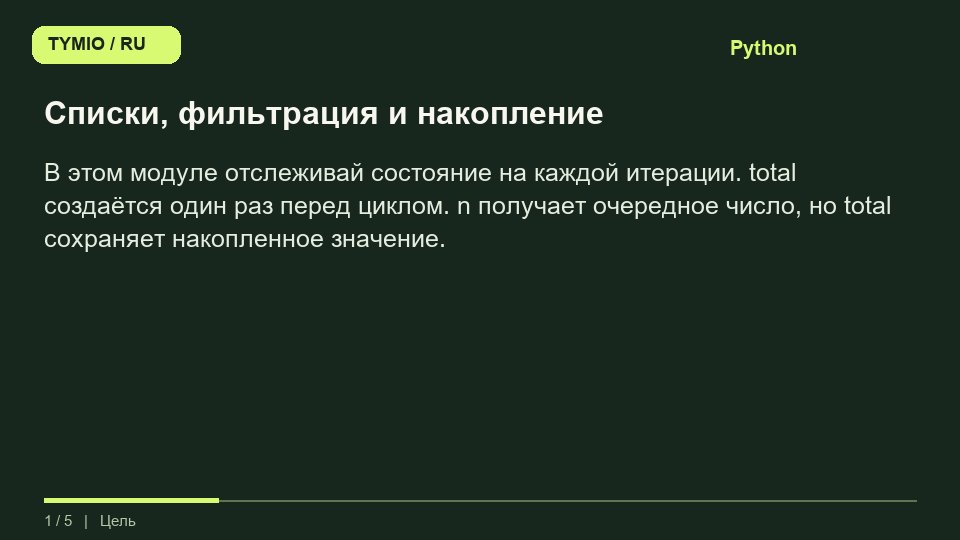 TYMIO / RU
Python
Списки, фильтрация и накопление
В этом модуле отслеживай состояние на каждой итерации. total
создаётся один раз перед циклом. n получает очередное число, но total
сохраняет накопленное значение.
1 / 5 | Цель